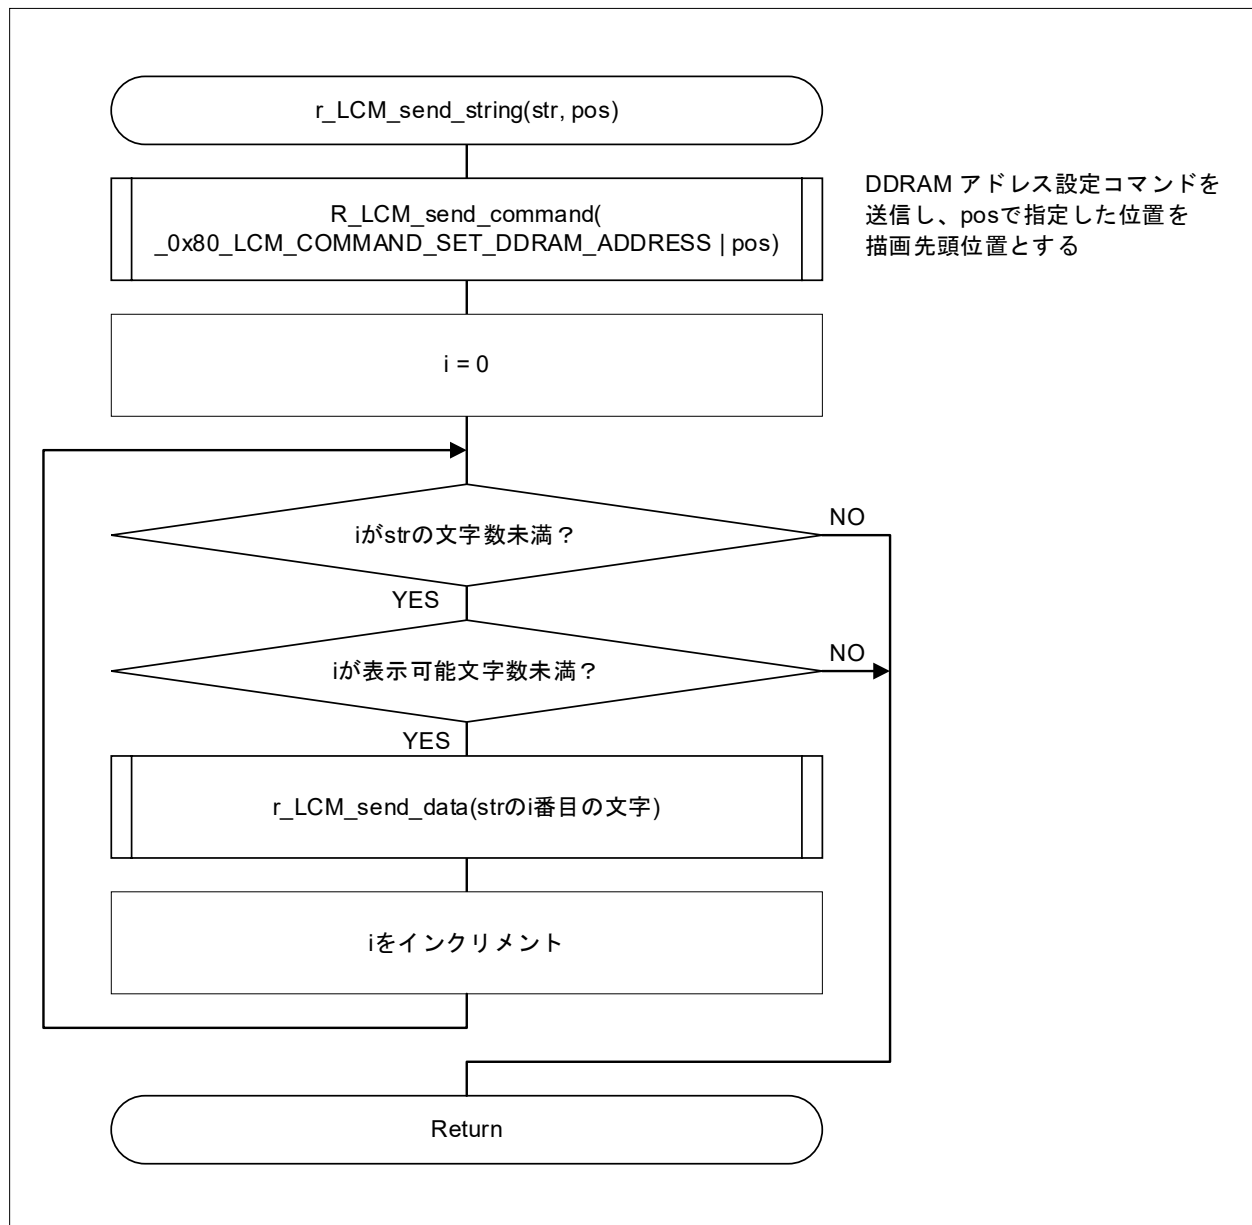 r_LCM_send_string(str, pos)
R_LCM_send_command(
_0x80_LCM_COMMAND_SET_DDRAM_ADDRESS | pos)
DDRAM アドレス設定コマンドを
送信し、posで指定した位置を
描画先頭位置とする
i = 0
iがstrの文字数未満？
NO
YES
iが表示可能文字数未満？
NO
YES
r_LCM_send_data(strのi番目の文字)
iをインクリメント
Return